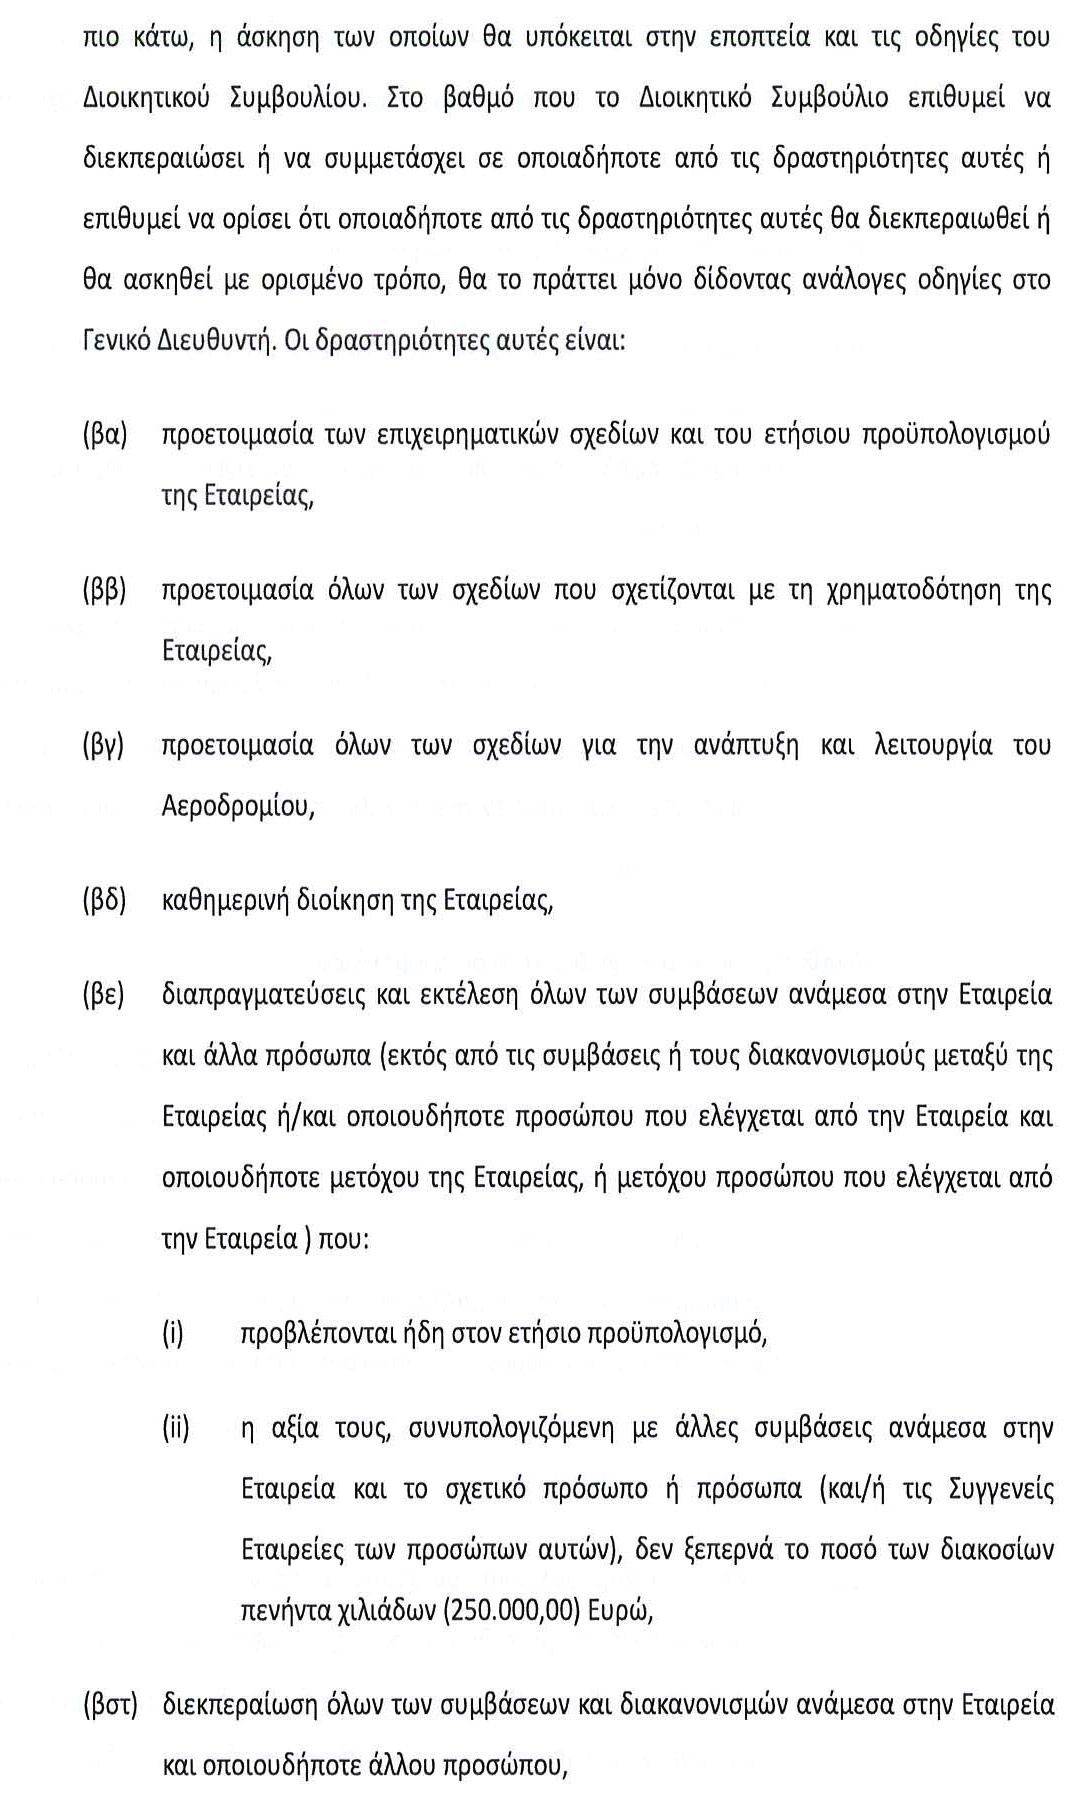 πιο κάτω, η άσκηση των οποίων θα υπόκειται στην εποπτεία και τις οδηγίες του
Διοικητικού Συμβουλίου. Στο βαθμό που το Διοικητικό Συμβούλιο επιθυμεί να
διεκπεραιώσει ή να συμμετάσχει σε οποιαδήποτε από τις δραστηριότητες αυτές ή
επιθυμεί να ορίσει ότι οποιαδήποτε από τις δραστηριότητες αυτές θα διεκπεραιωθεί ή
θα ασκηθεί με ορισμένο τρόπο, θα το πράττει μόνο δίδοντας ανάλογες οδηγίες στο
Γενικό Διευθυντή. Οι δραστηριότητες αυτές είναι:
(βα) προετοιμασία των επιχειρηματικών σχεδίων και του ετήσιου προϋπολογισμού
της Εταιρείας,
(ββ) προετοιμασία όλων των σχεδίων που σχετίζονται με τη χρηματοδότηση της
Εταιρείας,
(βγ) προετοιμασία όλων των σχεδίων για την ανάπτυξη και λειτουργία του
Αεροδρομίου,
(βδ) καθημερινή διοίκηση της Εταιρείας,
(βε) διαπραγματεύσεις και εκτέλεση όλων των συμβάσεων ανάμεσα στην Εταιρεία
και άλλα πρόσωπα (εκτός από τις συμβάσεις ή τους διακανονισμούς μεταξύ της
Εταιρείας ή/και οποιουδήποτε προσώπου που ελέγχεται από την Εταιρεία και
οποιουδήποτε μετόχου της Εταιρείας, ή μετόχου προσώπου που ελέγχεται από
την Εταιρεία ) που:
(i) προβλέπονται ήδη στον ετήσιο προϋπολογισμό,
(ii) η αξία τους, συνυπολογιζόμενη με άλλες συμβάσεις ανάμεσα στην
Εταιρεία και το σχετικό πρόσωπο ή πρόσωπα (και/ή τις Συγγενείς
Εταιρείες των προσώπων αυτών), δεν ξεπερνά το ποσό των διακοσίων
πενήντα χιλιάδων (250.000,00) Ευρώ,
(βστ) διεκπεραίωση όλων των συμβάσεων και διακανονισμών ανάμεσα στην Εταιρεία
και οποιουδήποτε άλλου προσώπου,